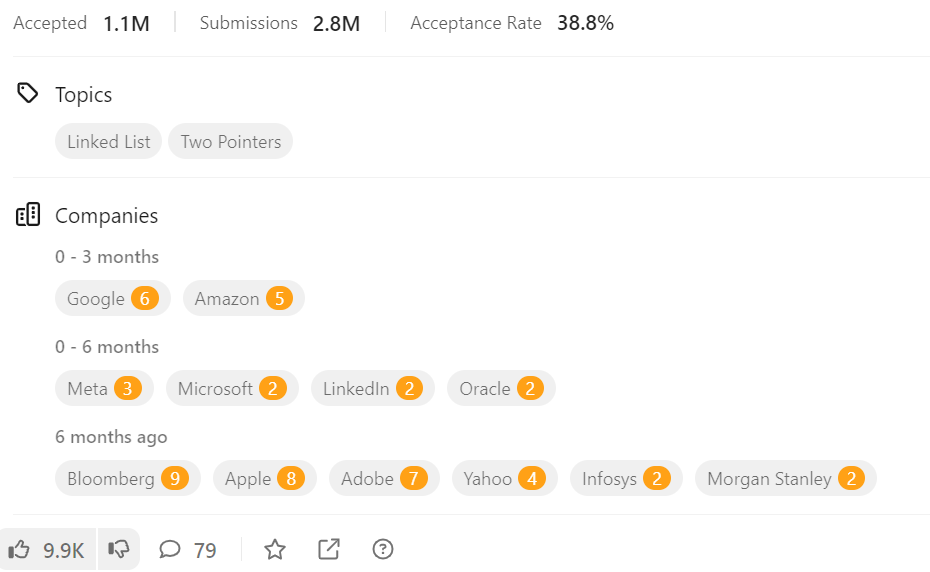 Accepted 1.1M Submissions 2.8M Acceptance Rate 38.8%
Topics
Linked List Two Pointers
Companies
0 - 3 months
Google 6 Amazon 5
0 - 6 months
Meta 3 Microsoft 2 LinkedIn 2 Oracle 2
6 months ago
Bloomberg 9 Apple 8 Adobe 7 Yahoo 4 Infosys 2 Morgan Stanley 2
9.9K 79